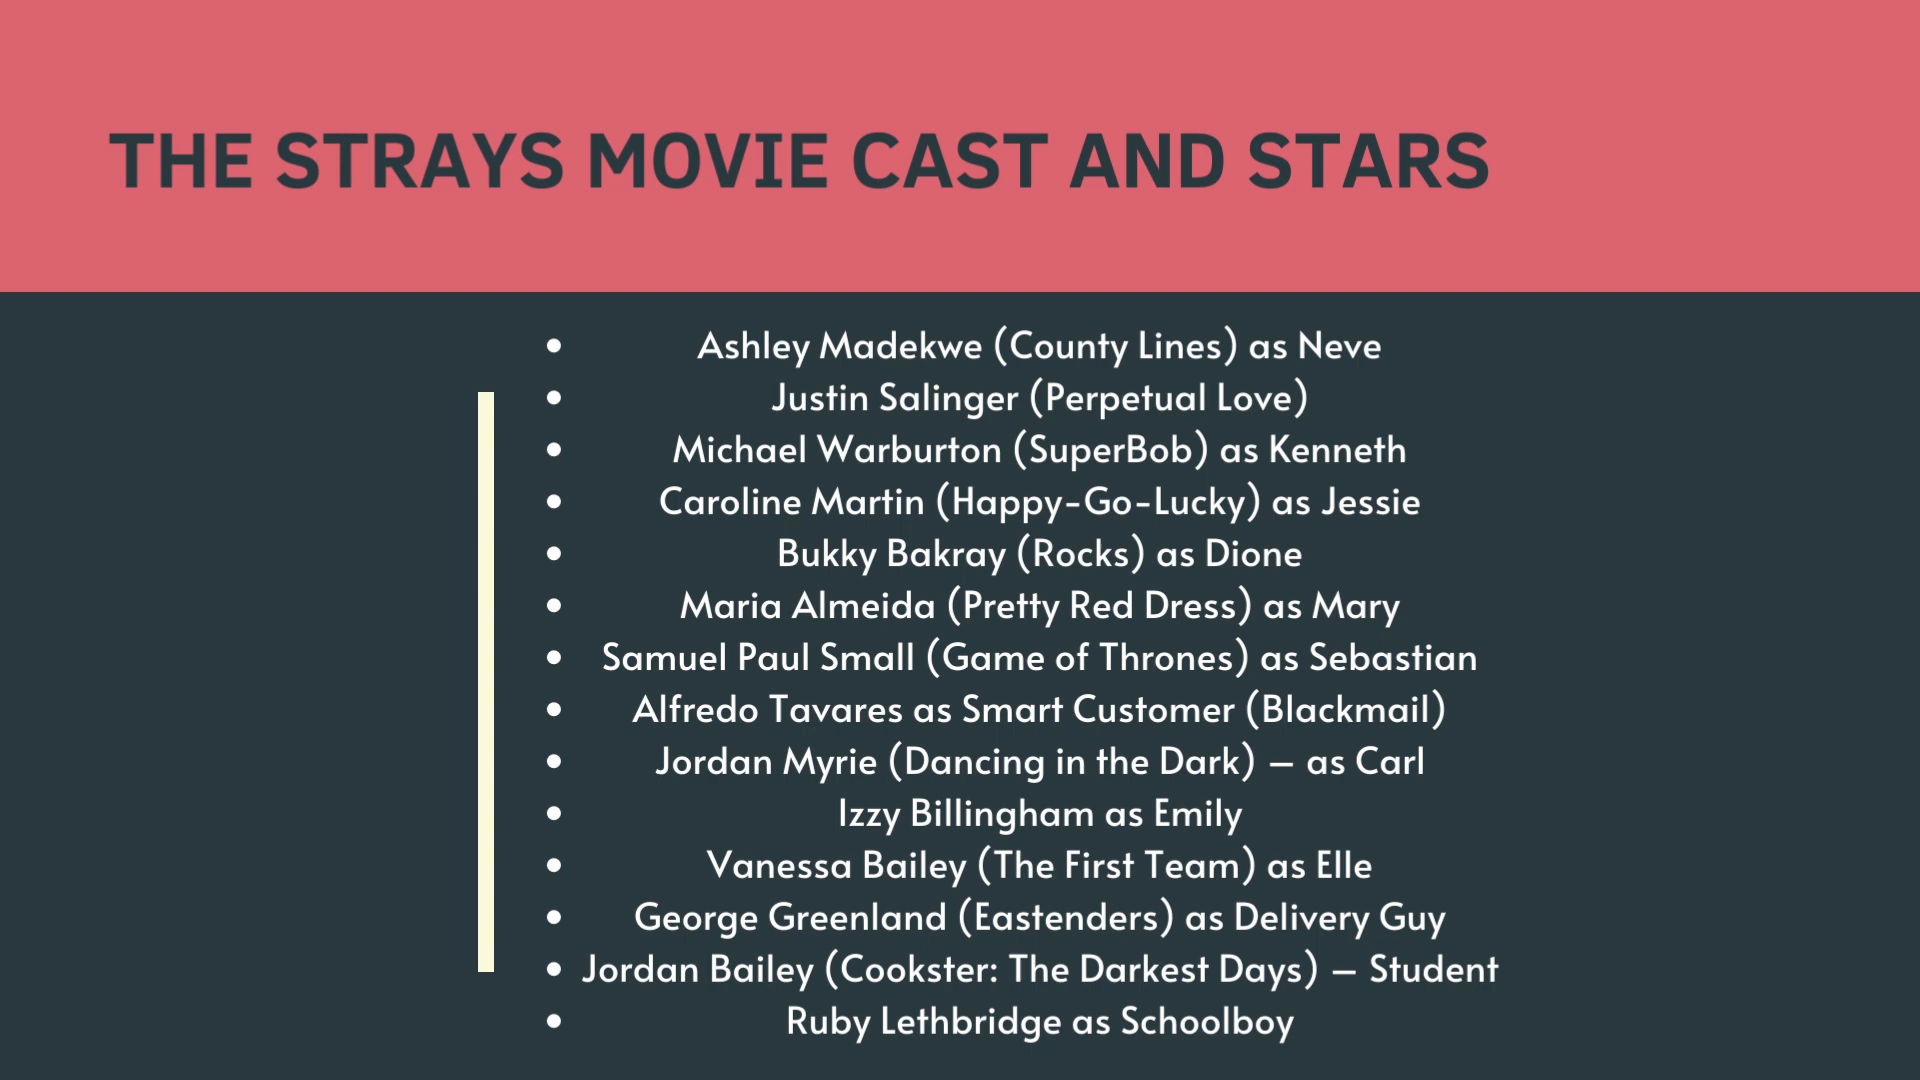 THE STRAYS MOVIE CAST AND STARS
• Ashley Madekwe (County Lines) as Neve
• Justin Salinger (Perpetual Love)
• Michael Warburton (SuperBob) as Kenneth
• Caroline Martin (Happy-Go-Lucky) as Jessie
• Bukky Bakray (Rocks) as Dione
• Maria Almeida (Pretty Red Dress) as Mary
• Samuel Paul Small (Game of Thrones) as Sebastian
• Alfredo Tavares as Smart Customer (Blackmail)
• Jordan Myrie (Dancing in the Dark) – as Carl
• Izzy Billingham as Emily
• Vanessa Bailey (The First Team) as Elle
• George Greenland (Eastenders) as Delivery Guy
• Jordan Bailey (Cookster: The Darkest Days) – Student
• Ruby Lethbridge as Schoolboy